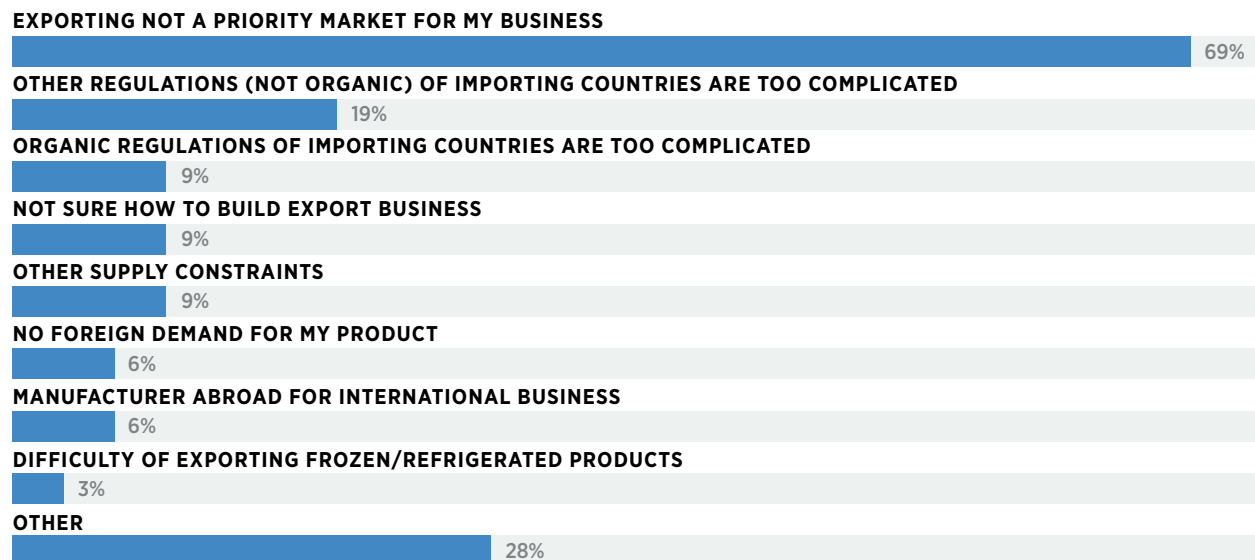 EXPORTING NOT A PRIORITY MARKET FOR MY BUSINESS
69%
OTHER REGULATIONS (NOT ORGANIC) OF IMPORTING COUNTRIES ARE TOO COMPLICATED
19%
ORGANIC REGULATIONS OF IMPORTING COUNTRIES ARE TOO COMPLICATED
9%
NOT SURE HOW TO BUILD EXPORT BUSINESS
9%
OTHER SUPPLY CONSTRAINTS
9%
NO FOREIGN DEMAND FOR MY PRODUCT
6%
MANUFACTURER ABROAD FOR INTERNATIONAL BUSINESS
6%
DIFFICULTY OF EXPORTING FROZEN/REFRIGERATED PRODUCTS
3%
OTHER
28%